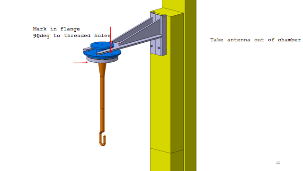 Mark in flange
90deg to threaded holes
Take antenna out of chamber